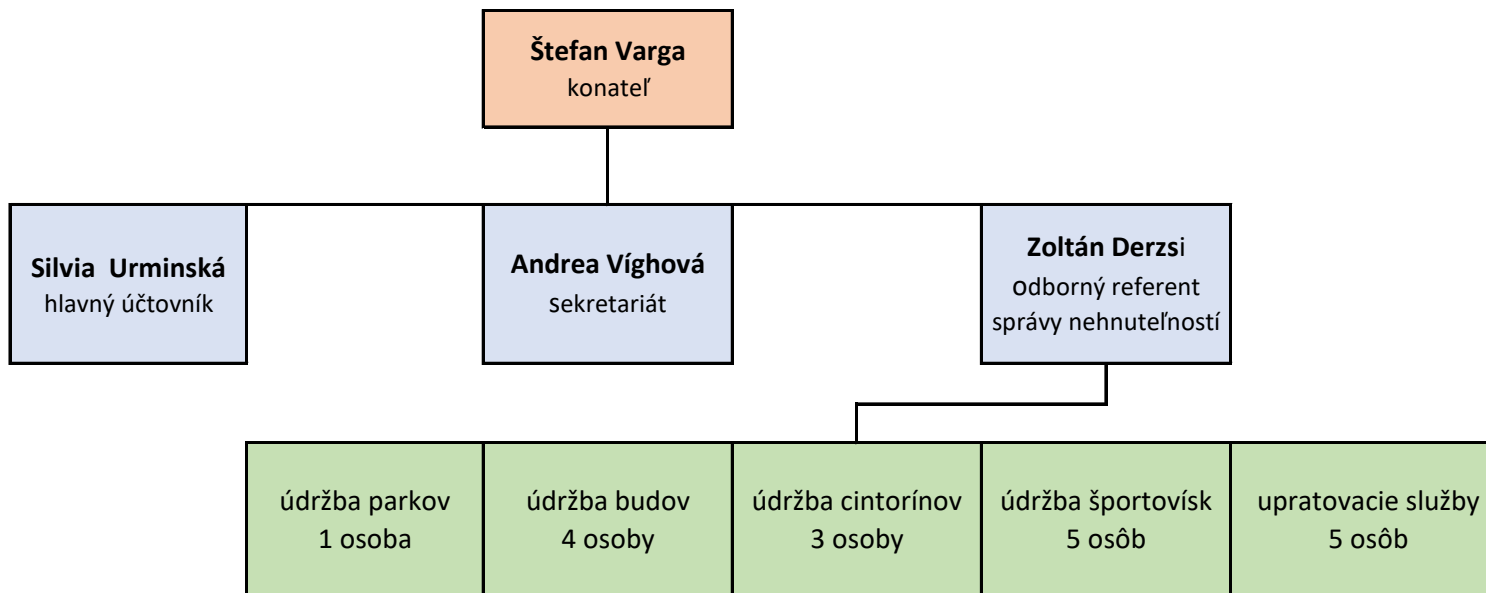 Štefan Varga
konateľ
Silvia Urminská
hlavný účtovník
Andrea Víghová
sekretariát
Zoltán Derzsi
odborný referent
správy nehnuteľností
údržba parkov
1 osoba
údržba budov
4 osoby
údržba cintorínov
3 osoby
údržba športovísk
5 osôb
upratovacie služby
5 osôb